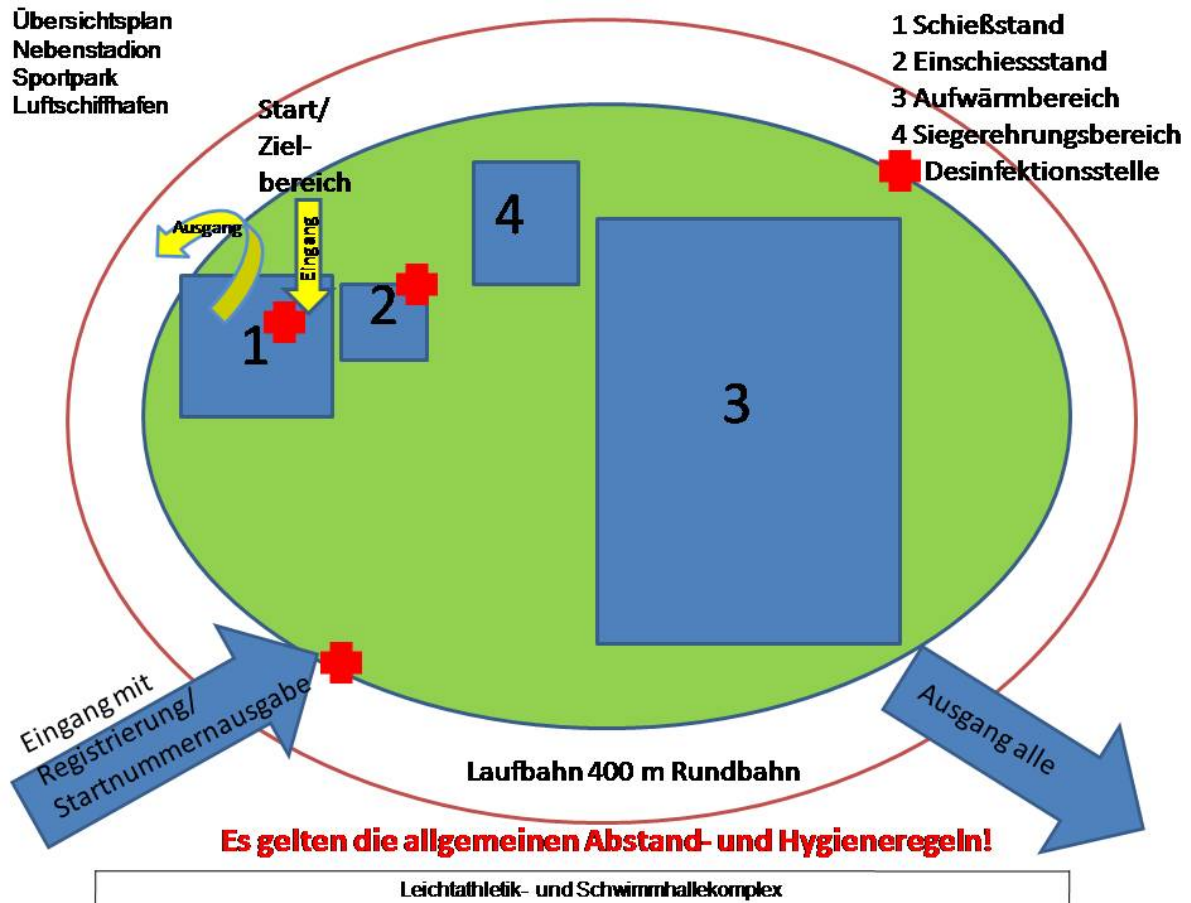 Übersichtsplan
Nebenstadion
Sportpark
Luftschiffhafen
Start/
Ziel-
bereich
1 Schießstand
2 Einschiessstand
3 Aufwärmbereich
4 Siegerehrungsbereich
Desinfektionsstelle
Ausgang
Eingang
1
2
4
3
Eingang mit
Registrierung/
Startnummernausgabe
Ausgang alle
Laufbahn 400 m Rundbahn
Es gelten die allgemeinen Abstand- und Hygieneregeln!
Leichtathletik- und Schwimmhallekomplex